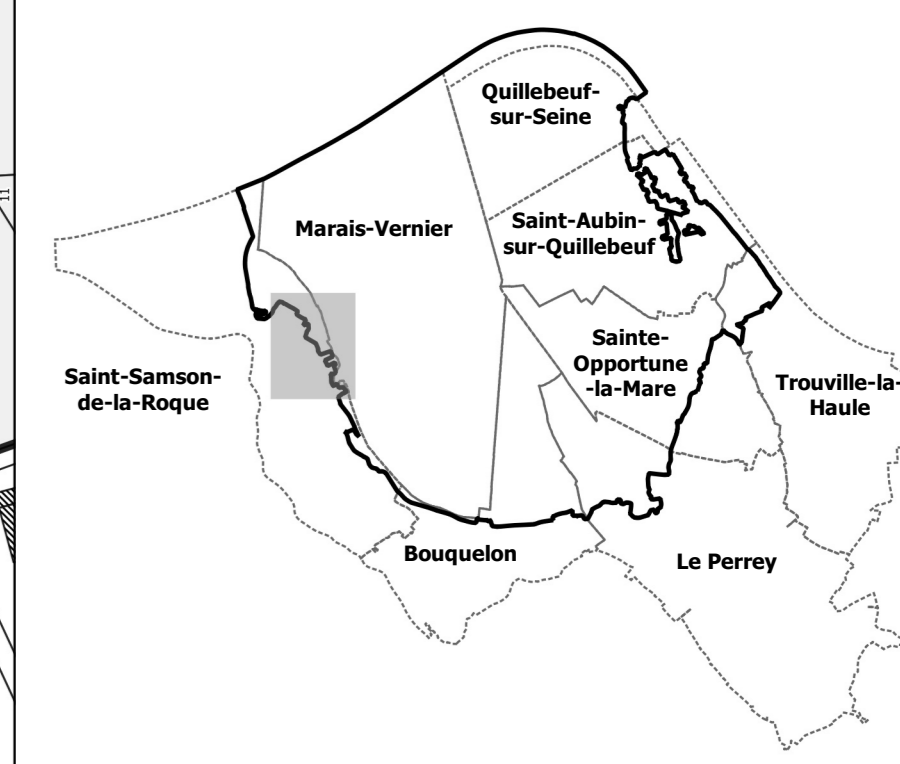 Quillebeuf-
sur-Seine
Marais-Vernier
Saint-Aubin-
sur-Quillebeuf
Sainte-
Opportune
-la-Mare
Saint-Samson-
de-la-Roque
Trouville-la-
Haule
Bouquelon
Le Perrey
11